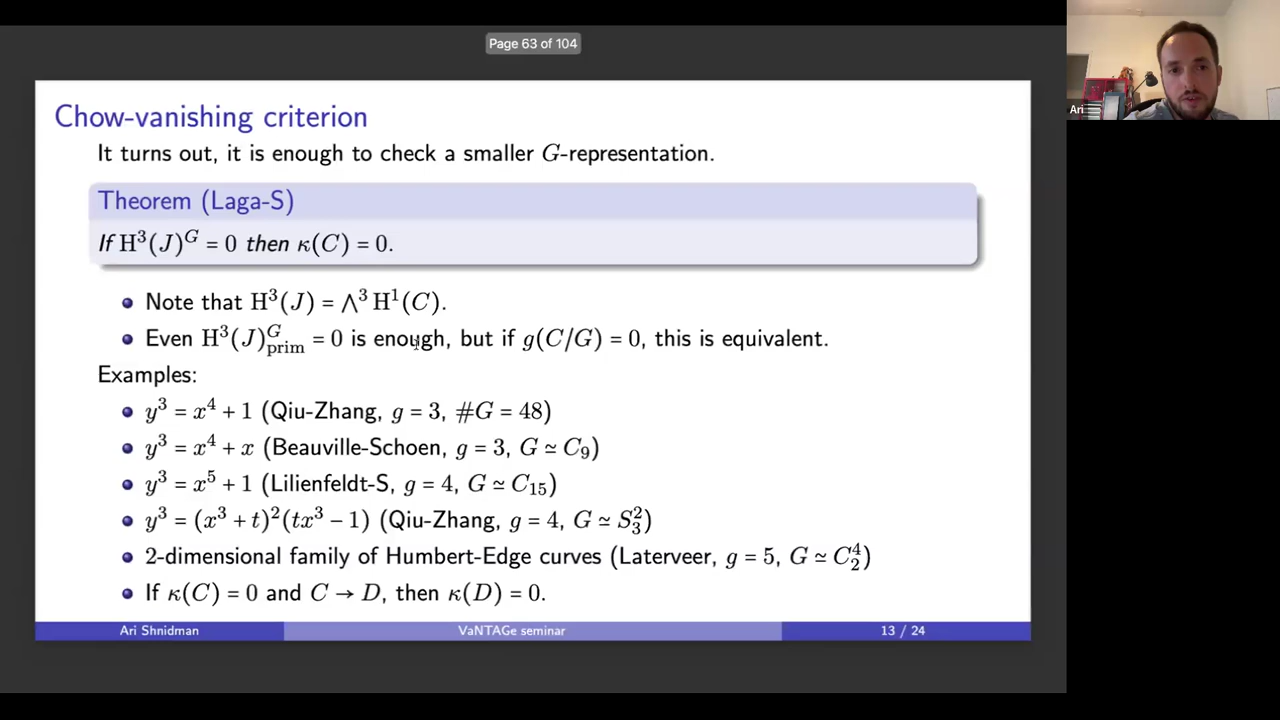 Page 63 of 104
Chow-vanishing criterion
It turns out, it is enough to check a smaller G-representation.
Theorem (Laga-S)
If H³(J)ᴳ = 0 then κ(C) = 0.
Note that H³(J) = ⋀³ H¹(C).
Even H³(J)ᴳ_prim = 0 is enough, but if g(C/G) = 0, this is equivalent.
Examples:
y³ = x⁴ + 1 (Qiu-Zhang, g = 3, #G = 48)
y³ = x⁴ + x (Beauville-Schoen, g = 3, G ≃ C₉)
y³ = x⁵ + 1 (Lilienfeldt-S, g = 4, G ≃ C₁₅)
y³ = (x³ + t)²(tx³ − 1) (Qiu-Zhang, g = 4, G ≃ S₃²)
2-dimensional family of Humbert-Edge curves (Laterveer, g = 5, G ≃ C₂⁴)
If κ(C) = 0 and C → D, then κ(D) = 0.
Ari Shnidman VaNTAGe seminar 13 / 24
Ari